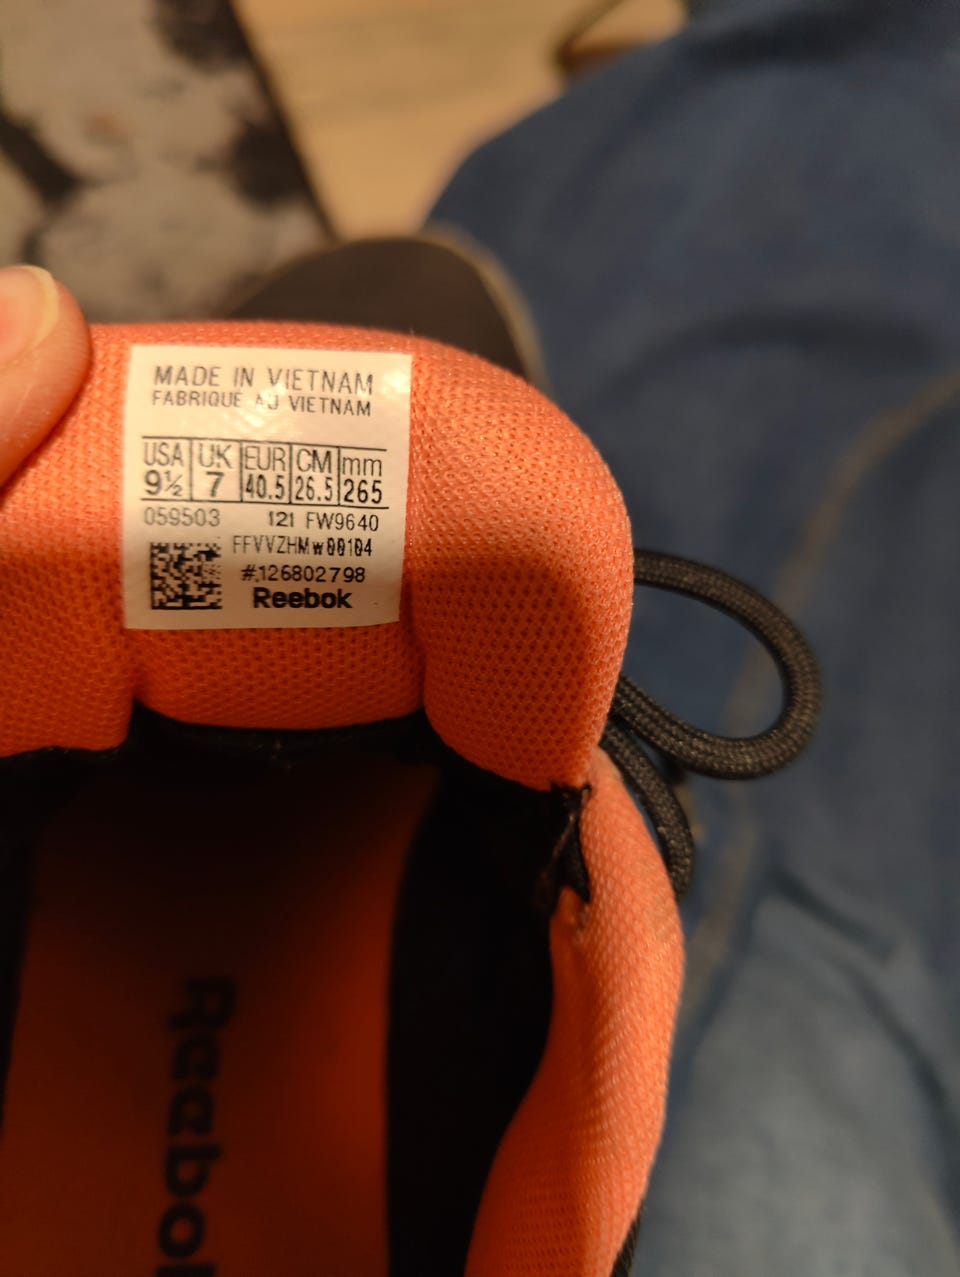 MADE IN VIETNAM
FABRIQUE AU VIETNAM
USA UK EUR CM mm
9½ 7 40.5 26.5 265
059503 121 FW9640
FFVVZHMw00104
#126802798
Reebok
Reebok